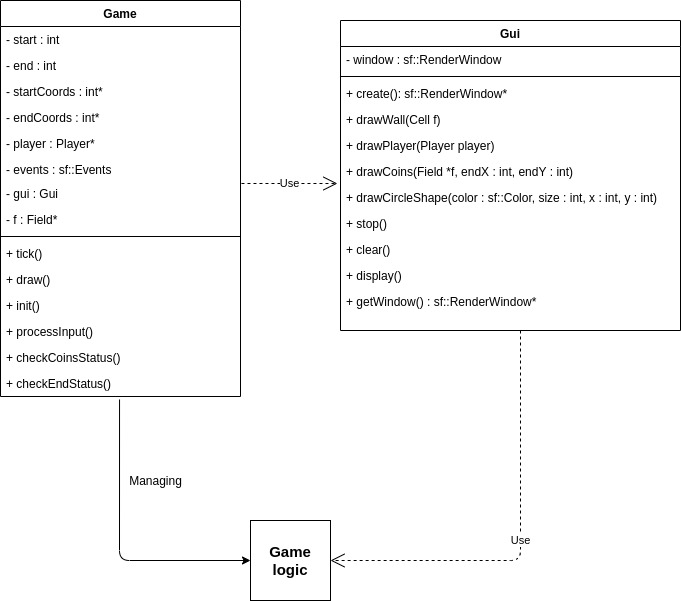 Game
- start : int
- end : int
- startCoords : int*
- endCoords : int*
- player : Player*
- events : sf::Events
- gui : Gui
- f : Field*
+ tick()
+ draw()
+ init()
+ processInput()
+ checkCoinsStatus()
+ checkEndStatus()
Use
Gui
- window : sf::RenderWindow
+ create(): sf::RenderWindow*
+ drawWall(Cell f)
+ drawPlayer(Player player)
+ drawCoins(Field *f, endX : int, endY : int)
+ drawCircleShape(color : sf::Color, size : int, x : int, y : int)
+ stop()
+ clear()
+ display()
+ getWindow() : sf::RenderWindow*
Managing
Use
Game
logic